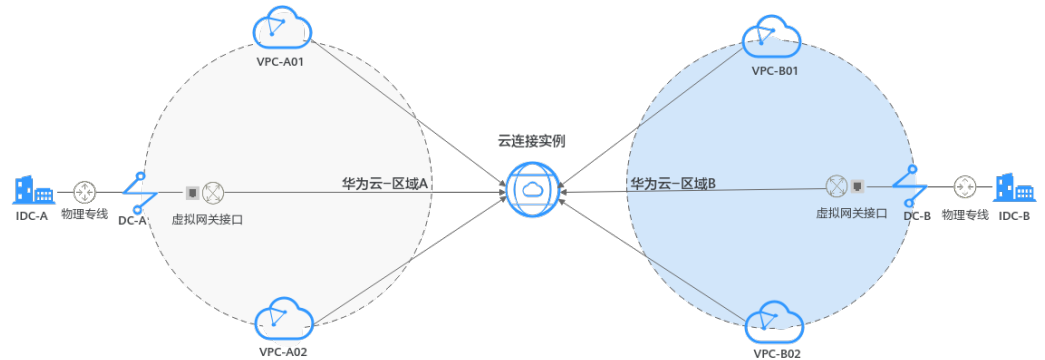 VPC-A01
VPC-B01
云连接实例
华为云-区域A
华为云-区域B
IDC-A
物理专线
DC-A
虚拟网关接口
虚拟网关接口
DC-B
物理专线
IDC-B
VPC-A02
VPC-B02